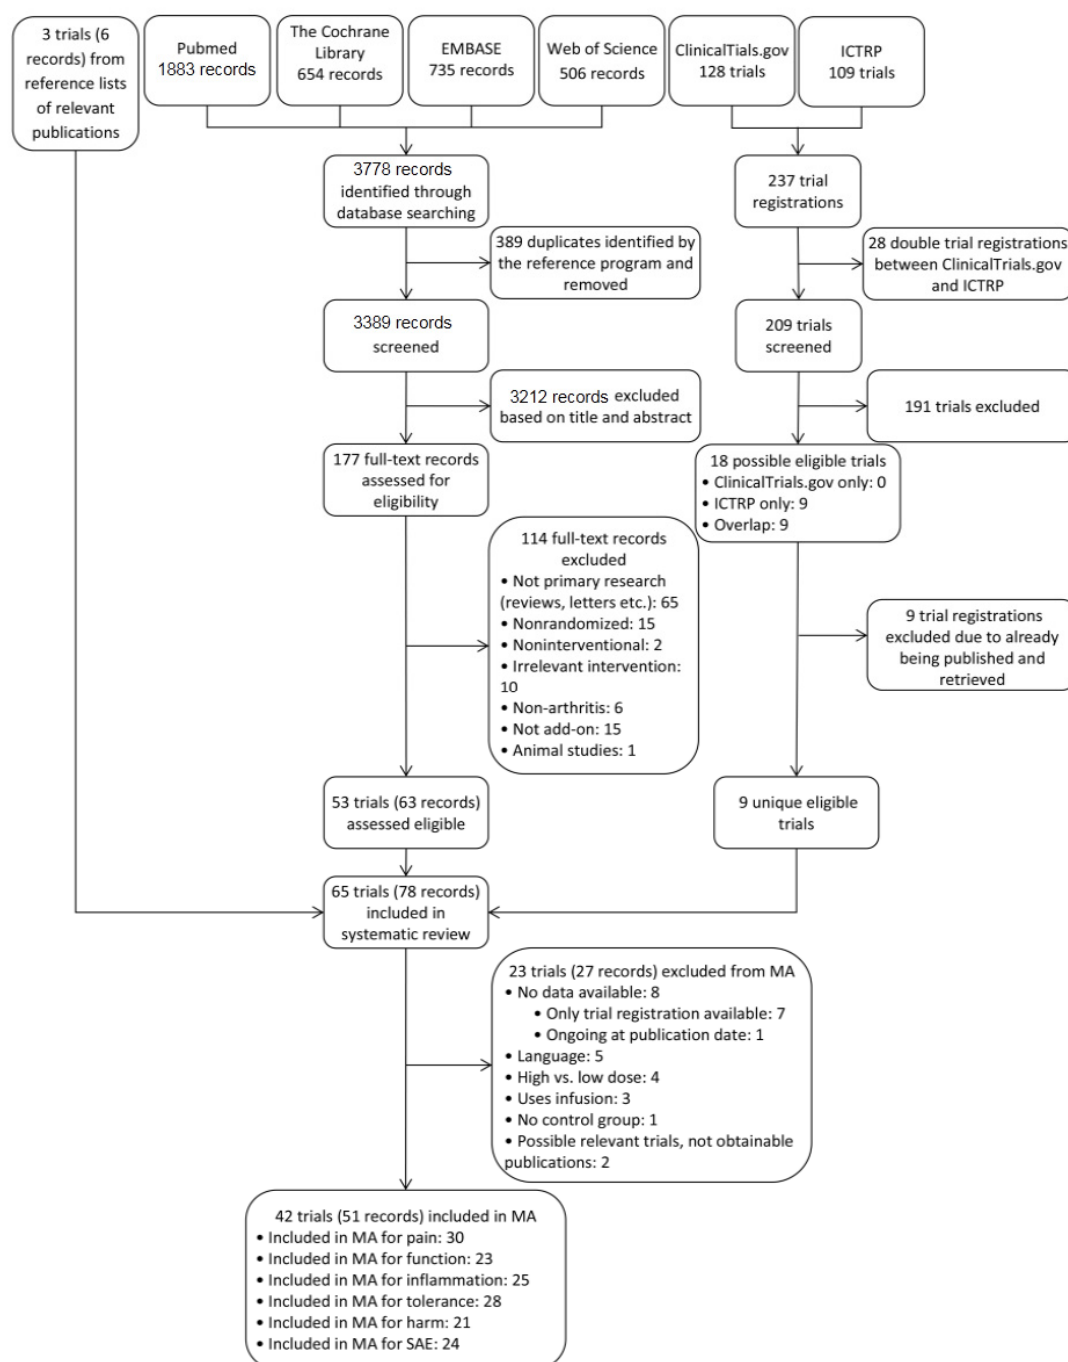 3 trials (6
records) from
reference lists
of relevant
publications
Pubmed
1883 records
The Cochrane
Library
654 records
EMBASE
735 records
Web of Science
506 records
ClinicalTials.gov
128 trials
ICTRP
109 trials
3778 records
identified through
database searching
237 trial
registrations
389 duplicates identified by
the reference program and
removed
28 double trial registrations
between ClinicalTrials.gov
and ICTRP
3389 records
screened
209 trials
screened
3212 records excluded
based on title and abstract
191 trials excluded
177 full-text records
assessed for
eligibility
18 possible eligible trials
• ClinicalTrials.gov only: 0
• ICTRP only: 9
• Overlap: 9
114 full-text records
excluded
• Not primary research
(reviews, letters etc.): 65
• Nonrandomized: 15
• Noninterventional: 2
• Irrelevant intervention:
10
• Non-arthritis: 6
• Not add-on: 15
• Animal studies: 1
9 trial registrations
excluded due to already
being published and
retrieved
53 trials (63 records)
assessed eligible
9 unique eligible
trials
65 trials (78 records)
included in
systematic review
23 trials (27 records) excluded from MA
• No data available: 8
• Only trial registration available: 7
• Ongoing at publication date: 1
• Language: 5
• High vs. low dose: 4
• Uses infusion: 3
• No control group: 1
• Possible relevant trials, not obtainable
publications: 2
42 trials (51 records) included in MA
• Included in MA for pain: 30
• Included in MA for function: 23
• Included in MA for inflammation: 25
• Included in MA for tolerance: 28
• Included in MA for harm: 21
• Included in MA for SAE: 24